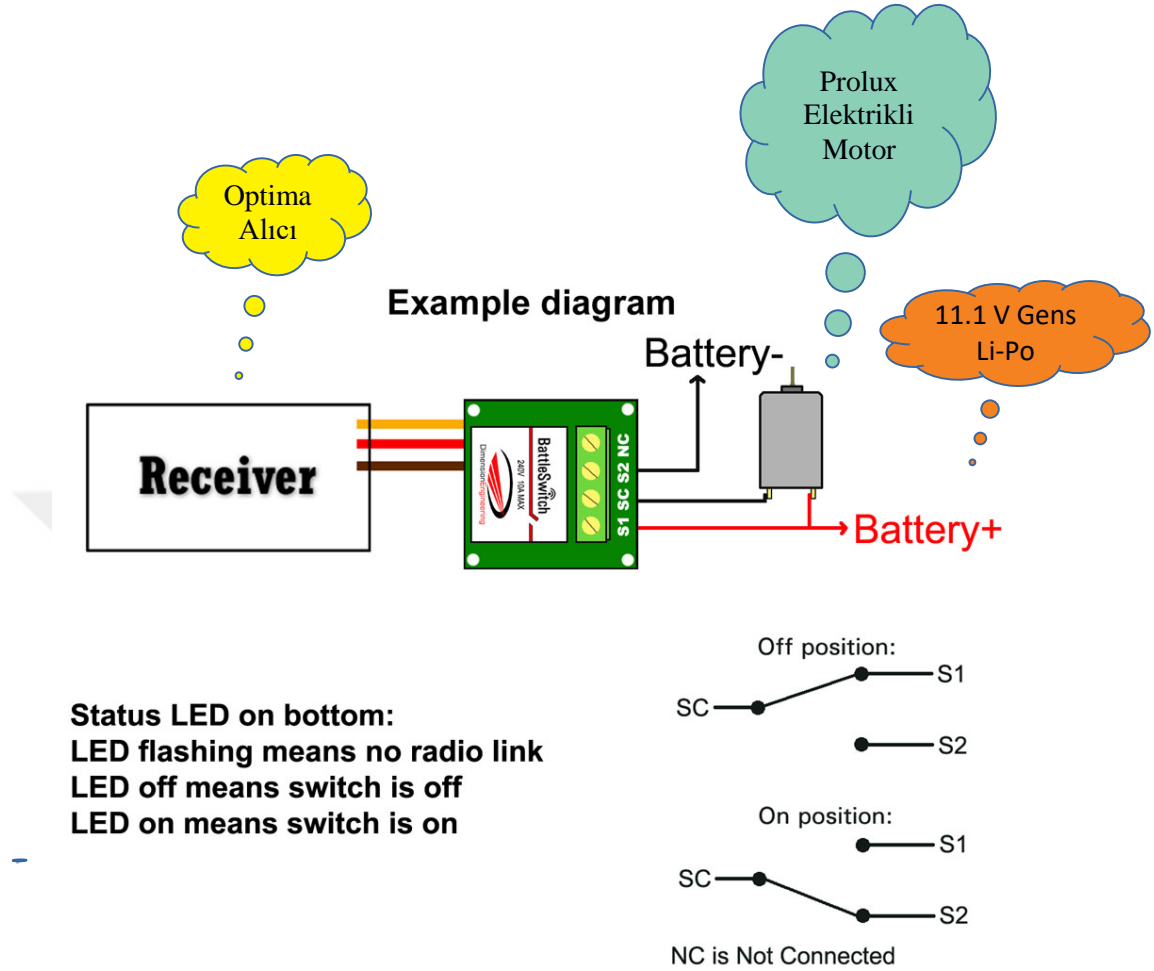 Prolux
Elektrikli
Motor
Optima
Alıcı
11.1 V Gens
Li-Po
Example diagram
Battery-
Receiver
BattleSwitch
240V 10A MAX
DimensionEngineering
S1 SC S2 NC
Battery+
Off position:
S1
SC
S2
Status LED on bottom:
LED flashing means no radio link
LED off means switch is off
LED on means switch is on
On position:
S1
SC
S2
NC is Not Connected